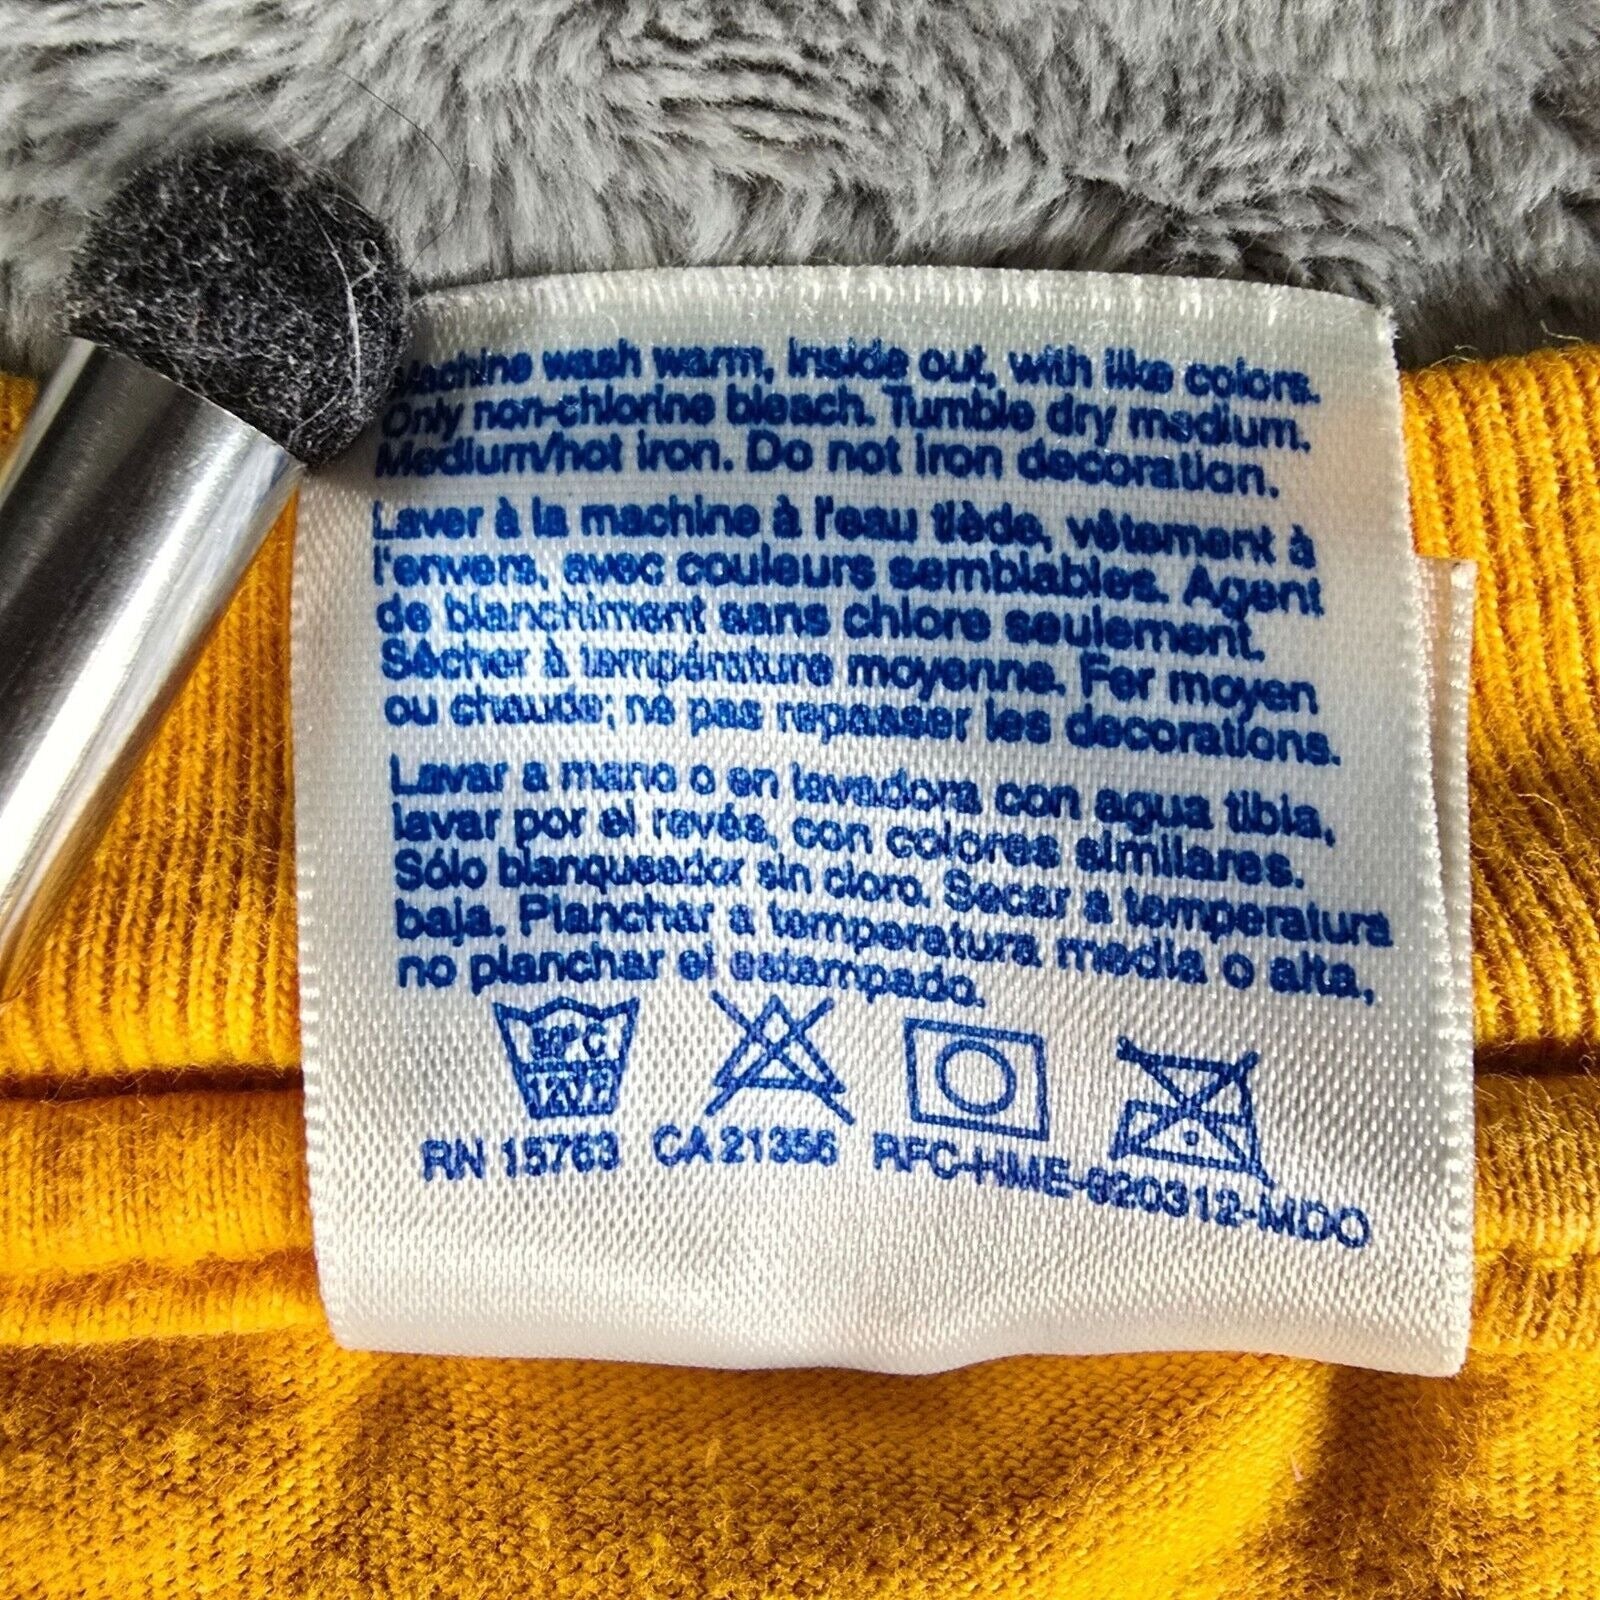 Machine wash warm, inside out, with like colors.
Only non-chlorine bleach. Tumble dry medium.
Medium/hot iron. Do not iron decoration.
Laver à la machine à l'eau tiède, vêtement à
l'envers, avec couleurs semblables. Agent
de blanchiment sans chlore seulement.
Sécher à température moyenne. Fer moyen
ou chaude; ne pas repasser les decorations.
Lavar a mano o en lavadora con agua tibia,
lavar por el revés, con colores similares.
Sólo blanqueador sin cloro. Secar a temperatura
baja. Planchar a temperatura media o alta,
no planchar el estampado.
RN 15763 CA 21356 RFC-HME-920312-MDO